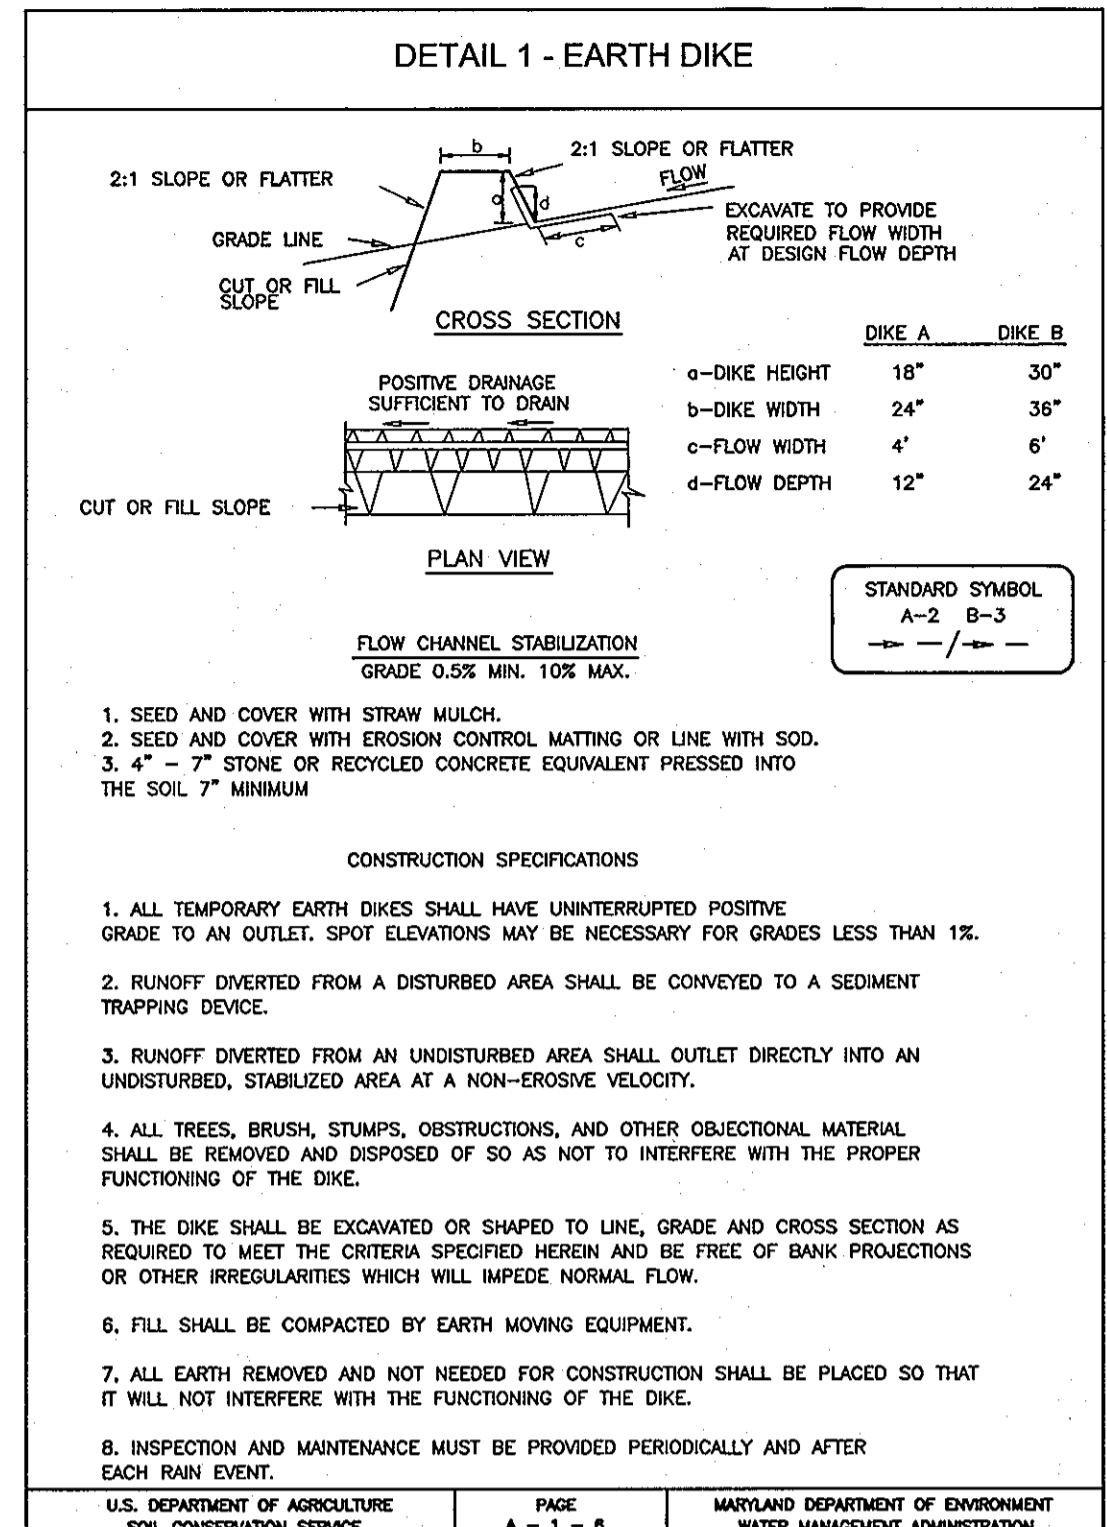 DETAIL 1 - EARTH DIKE
b
2:1 SLOPE OR FLATTER
2:1 SLOPE OR FLATTER
FLOW
a
d
EXCAVATE TO PROVIDE
REQUIRED FLOW WIDTH
AT DESIGN FLOW DEPTH
GRADE LINE
c
CUT OR FILL
SLOPE
CROSS SECTION
DIKE A DIKE B
a-DIKE HEIGHT 18" 30"
b-DIKE WIDTH 24" 36"
c-FLOW WIDTH 4' 6'
d-FLOW DEPTH 12" 24"
POSITIVE DRAINAGE
SUFFICIENT TO DRAIN
CUT OR FILL SLOPE
PLAN VIEW
STANDARD SYMBOL
A-2 B-3
FLOW CHANNEL STABILIZATION
GRADE 0.5% MIN. 10% MAX.
1. SEED AND COVER WITH STRAW MULCH.
2. SEED AND COVER WITH EROSION CONTROL MATTING OR LINE WITH SOD.
3. 4" - 7" STONE OR RECYCLED CONCRETE EQUIVALENT PRESSED INTO
THE SOIL 7" MINIMUM
CONSTRUCTION SPECIFICATIONS
1. ALL TEMPORARY EARTH DIKES SHALL HAVE UNINTERRUPTED POSITIVE
GRADE TO AN OUTLET. SPOT ELEVATIONS MAY BE NECESSARY FOR GRADES LESS THAN 1%.
2. RUNOFF DIVERTED FROM A DISTURBED AREA SHALL BE CONVEYED TO A SEDIMENT
TRAPPING DEVICE.
3. RUNOFF DIVERTED FROM AN UNDISTURBED AREA SHALL OUTLET DIRECTLY INTO AN
UNDISTURBED, STABILIZED AREA AT A NON-EROSIVE VELOCITY.
4. ALL TREES, BRUSH, STUMPS, OBSTRUCTIONS, AND OTHER OBJECTIONAL MATERIAL
SHALL BE REMOVED AND DISPOSED OF SO AS NOT TO INTERFERE WITH THE PROPER
FUNCTIONING OF THE DIKE.
5. THE DIKE SHALL BE EXCAVATED OR SHAPED TO LINE, GRADE AND CROSS SECTION AS
REQUIRED TO MEET THE CRITERIA SPECIFIED HEREIN AND BE FREE OF BANK PROJECTIONS
OR OTHER IRREGULARITIES WHICH WILL IMPEDE NORMAL FLOW.
6. FILL SHALL BE COMPACTED BY EARTH MOVING EQUIPMENT.
7. ALL EARTH REMOVED AND NOT NEEDED FOR CONSTRUCTION SHALL BE PLACED SO THAT
IT WILL NOT INTERFERE WITH THE FUNCTIONING OF THE DIKE.
8. INSPECTION AND MAINTENANCE MUST BE PROVIDED PERIODICALLY AND AFTER
EACH RAIN EVENT.
U.S. DEPARTMENT OF AGRICULTURE
SOIL CONSERVATION SERVICE
PAGE
A - 1 - 6
MARYLAND DEPARTMENT OF ENVIRONMENT
WATER MANAGEMENT ADMINISTRATION